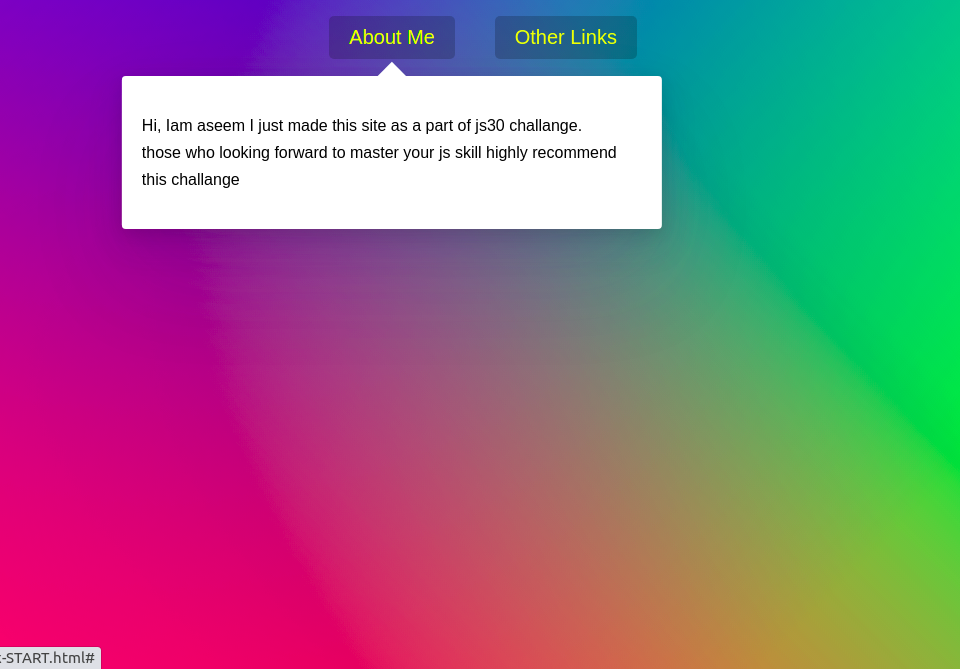 About Me
Other Links
Hi, Iam aseem I just made this site as a part of js30 challange.
those who looking forward to master your js skill highly recommend
this challange
-START.html#